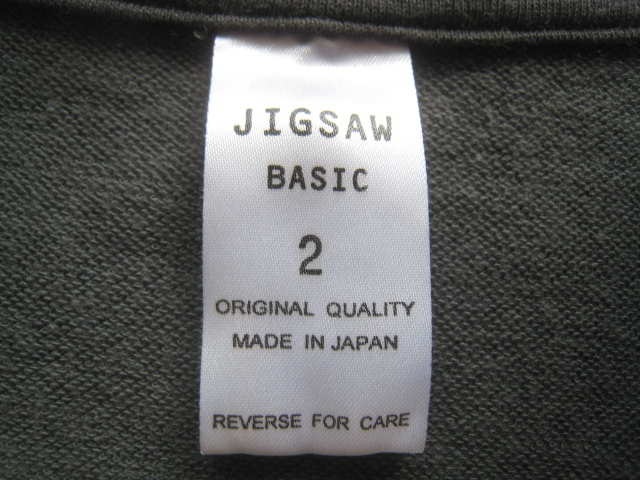 JIGSAW
BASIC
2
ORIGINAL QUALITY
MADE IN JAPAN
REVERSE FOR CARE